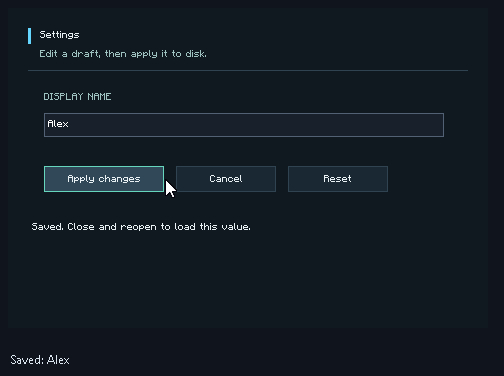 Settings
Edit a draft, then apply it to disk.
DISPLAY NAME
Alex
Apply changes
Cancel
Reset
Saved. Close and reopen to load this value.
Saved: Alex